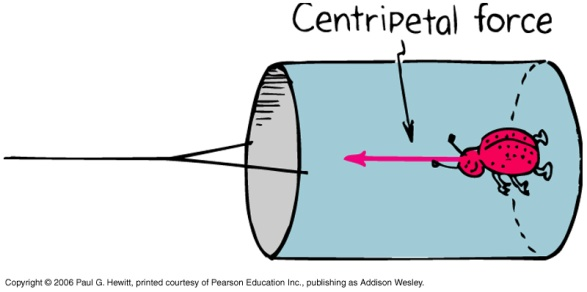 Centripetal force
Copyright © 2006 Paul G. Hewitt, printed courtesy of Pearson Education Inc., publishing as Addison Wesley.